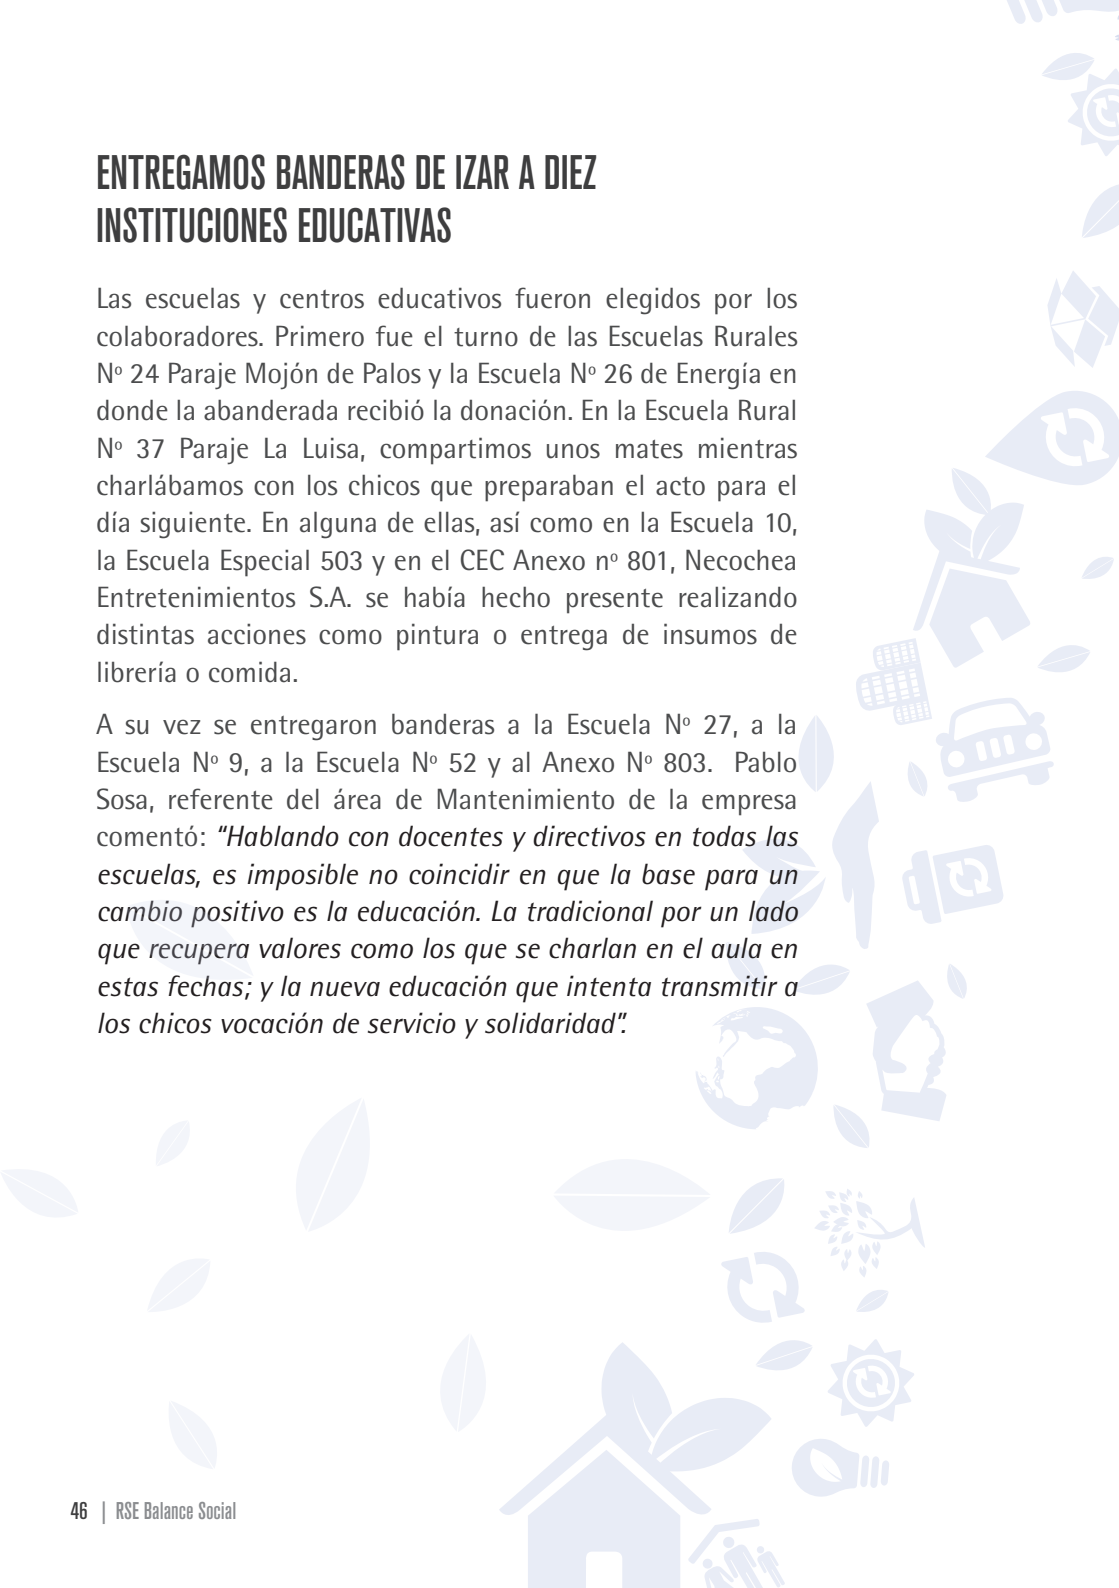 ENTREGAMOS BANDERAS DE IZAR A DIEZ
INSTITUCIONES EDUCATIVAS
Las escuelas y centros educativos fueron elegidos por los
colaboradores. Primero fue el turno de las Escuelas Rurales
Nº 24 Paraje Mojón de Palos y la Escuela Nº 26 de Energía en
donde la abanderada recibió la donación. En la Escuela Rural
Nº 37 Paraje La Luisa, compartimos unos mates mientras
charlábamos con los chicos que preparaban el acto para el
día siguiente. En alguna de ellas, así como en la Escuela 10,
la Escuela Especial 503 y en el CEC Anexo nº 801, Necochea
Entretenimientos S.A. se había hecho presente realizando
distintas acciones como pintura o entrega de insumos de
librería o comida.
A su vez se entregaron banderas a la Escuela Nº 27, a la
Escuela Nº 9, a la Escuela Nº 52 y al Anexo Nº 803. Pablo
Sosa, referente del área de Mantenimiento de la empresa
comentó: “Hablando con docentes y directivos en todas las
escuelas, es imposible no coincidir en que la base para un
cambio positivo es la educación. La tradicional por un lado
que recupera valores como los que se charlan en el aula en
estas fechas; y la nueva educación que intenta transmitir a
los chicos vocación de servicio y solidaridad”.
46 | RSE Balance Social